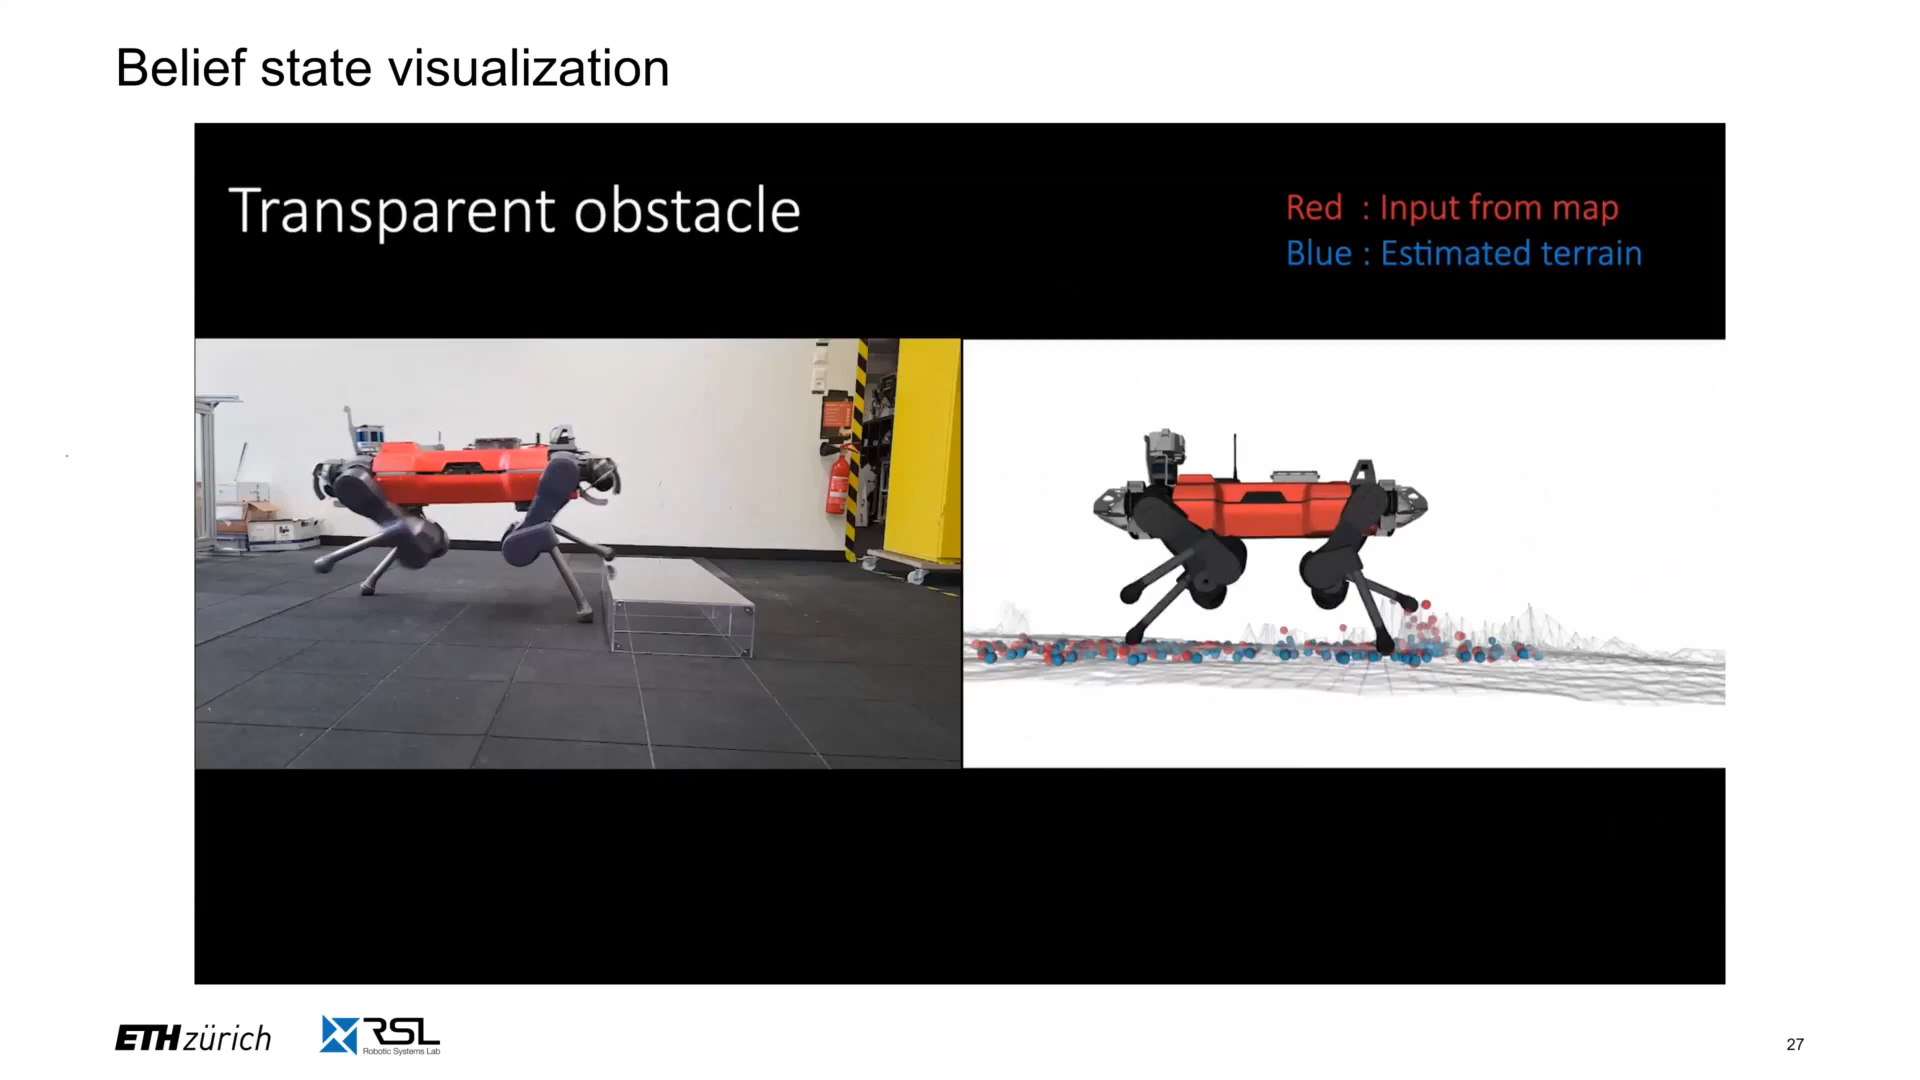 Belief state visualization
Transparent obstacle
Red : Input from map
Blue : Estimated terrain
ETH zürich
RSL
Robotic Systems Lab
27